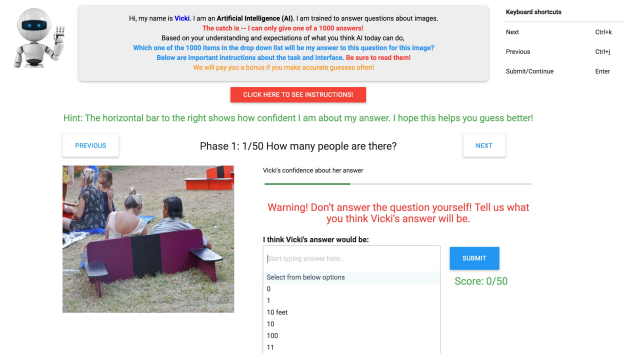 Hi, my name is Vicki. I am an Artificial Intelligence (AI). I am trained to answer questions about images.
The catch is -- I can only give one of a 1000 answers!
Based on your understanding and expectations of what you think AI today can do,
Which one of the 1000 items in the drop down list will be my answer to this question for this image?
Below are important instructions about the task and interface. Be sure to read them!
We will pay you a bonus if you make accurate guesses often!
Keyboard shortcuts
Next Ctrl+k
Previous Ctrl+j
Submit/Continue Enter
CLICK HERE TO SEE INSTRUCTIONS!
Hint: The horizontal bar to the right shows how confident I am about my answer. I hope this helps you guess better!
PREVIOUS
Phase 1: 1/50 How many people are there?
NEXT
Vicki's confidence about her answer
Warning! Don't answer the question yourself! Tell us what
you think Vicki's answer will be.
I think Vicki's answer would be:
Start typing answer here...
SUBMIT
Select from below options
Score: 0/50
0
1
10 feet
10
100
11